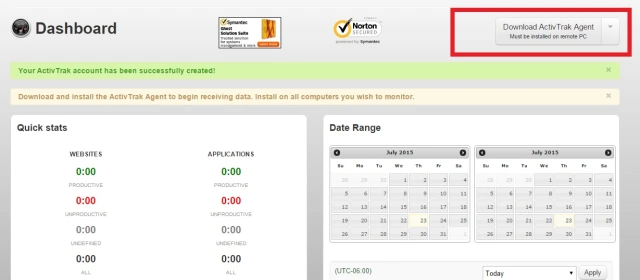 Dashboard
Symantec
Ghost
Solution Suite
Norton
SECURED
powered by Symantec
Download ActivTrak Agent
Must be installed on remote PC
Your ActivTrak account has been successfully created!
Download and install the ActivTrak Agent to begin receiving data. Install on all computers you wish to monitor.
Quick stats
WEBSITES APPLICATIONS
0:00 0:00
PRODUCTIVE PRODUCTIVE
0:00 0:00
UNPRODUCTIVE UNPRODUCTIVE
0:00 0:00
UNDEFINED UNDEFINED
0:00 0:00
ALL ALL
Date Range
July 2015
Su Mo Tu We Th Fr Sa
28 29 30 1 2 3 4
5 6 7 8 9 10 11
12 13 14 15 16 17 18
19 20 21 22 23 24 25
26 27 28 29 30 31 1
July 2015
Su Mo Tu We Th Fr Sa
28 29 30 1 2 3 4
5 6 7 8 9 10 11
12 13 14 15 16 17 18
19 20 21 22 23 24 25
26 27 28 29 30 31 1
(UTC-06:00) Today Apply